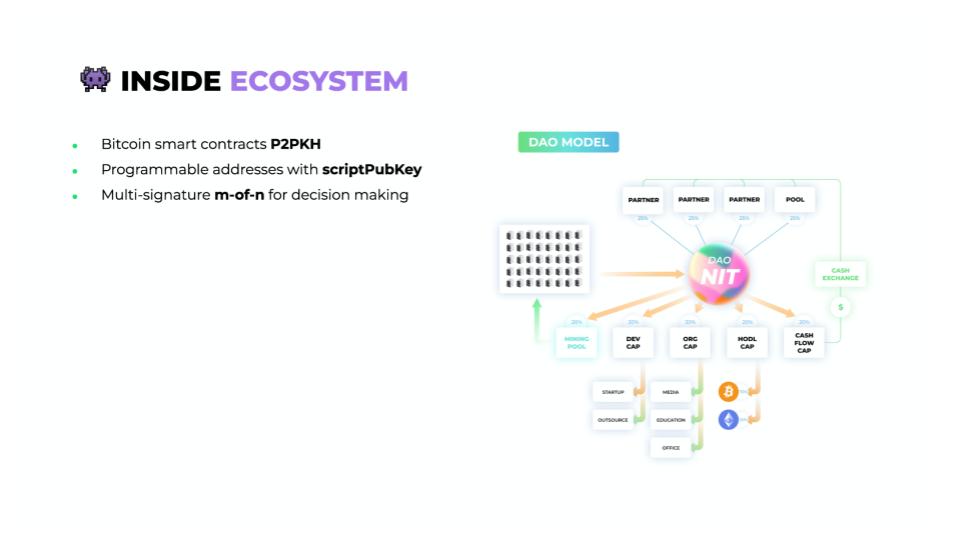 INSIDE ECOSYSTEM
Bitcoin smart contracts P2PKH
Programmable addresses with scriptPubKey
Multi-signature m-of-n for decision making
DAO MODEL
PARTNER
PARTNER
PARTNER
POOL
25%
25%
25%
25%
DAO
NIT
CASH
EXCHANGE
$
20%
20%
20%
20%
20%
MINING
POOL
DEV
CAP
ORG
CAP
HODL
CAP
CASH
FLOW
CAP
STARTUP
MEDIA
OUTSOURCE
EDUCATION
OFFICE